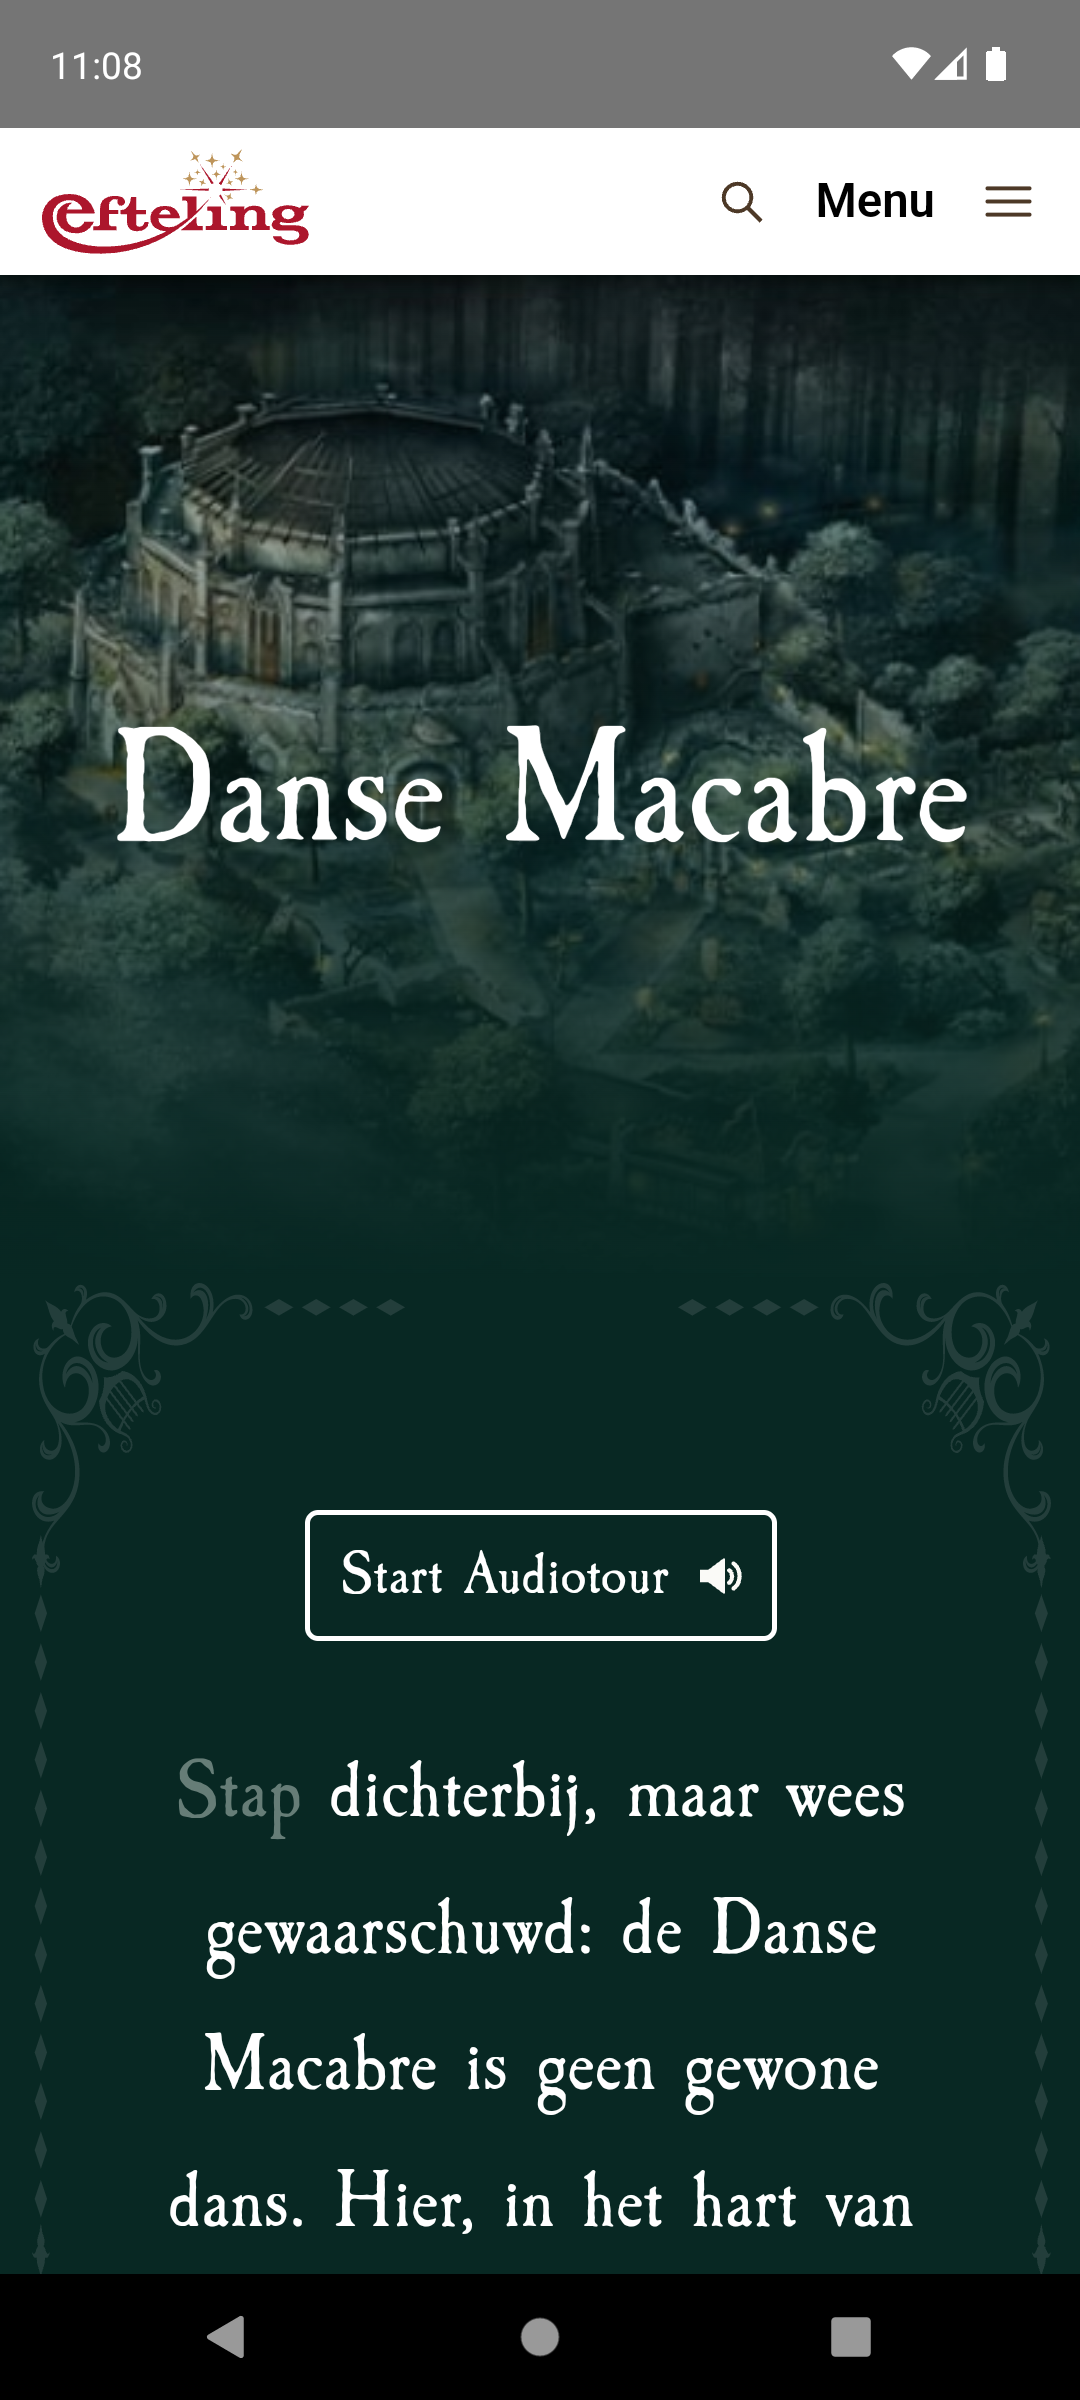 11:08
efteling
Menu
Danse Macabre
Start Audiotour
Stap dichterbij, maar wees
gewaarschuwd: de Danse
Macabre is geen gewone
dans. Hier, in het hart van